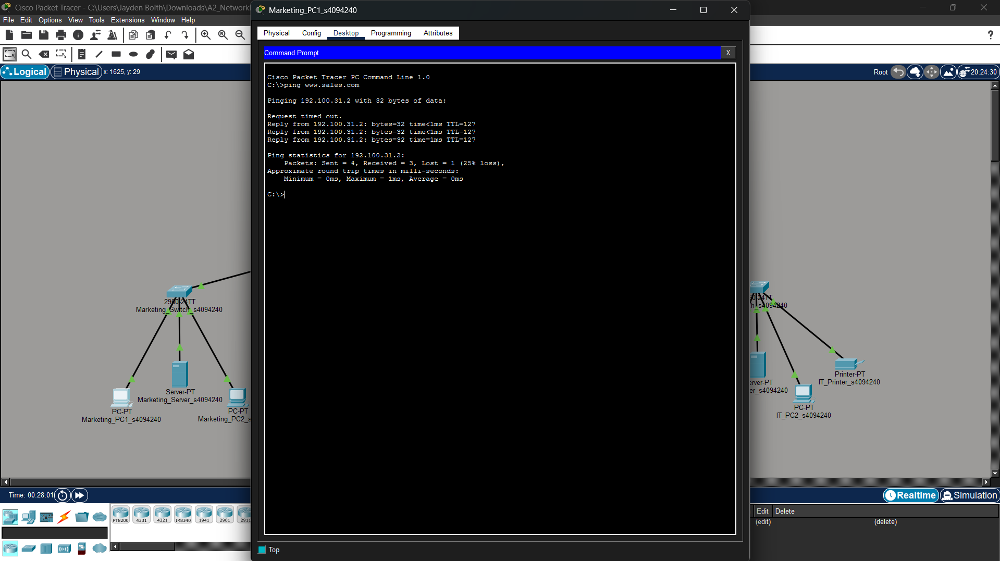 Cisco Packet Tracer - C:\Users\Jayden Bolth\Downloads\A2_Network
Marketing_PC1_s4094240
File Edit Options View Tools Extensions Window Help
Physical Config Desktop Programming Attributes
?
Command Prompt
X
Logical Physical x: 1625, y: 29
Root 20:24:30
Cisco Packet Tracer PC Command Line 1.0
C:\>ping www.sales.com
Pinging 192.100.31.2 with 32 bytes of data:
Request timed out.
Reply from 192.100.31.2: bytes=32 time<1ms TTL=127
Reply from 192.100.31.2: bytes=32 time<1ms TTL=127
Reply from 192.100.31.2: bytes=32 time=1ms TTL=127
Ping statistics for 192.100.31.2:
Packets: Sent = 4, Received = 3, Lost = 1 (25% loss),
Approximate round trip times in milli-seconds:
Minimum = 0ms, Maximum = 1ms, Average = 0ms
C:\>
2960-24TT
Marketing_Switch_s4094240
Server-PT
Marketing_Server_s4094240
PC-PT
Marketing_PC1_s4094240
PC-PT
Marketing_PC2_s
24TT
h_s4094240
erver-PT
er_s4094240
Printer-PT
IT_Printer_s4094240
PC-PT
IT_PC2_s4094240
Time: 00:28:01
Realtime Simulation
PT8200 4331 4321 IR8340 1941 2901 2911
Edit Delete
(edit) (delete)
Top